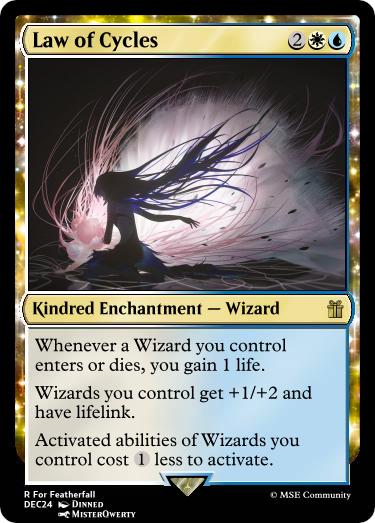 Law of Cycles 2
Kindred Enchantment — Wizard
Whenever a Wizard you control
enters or dies, you gain 1 life.
Wizards you control get +1/+2 and
have lifelink.
Activated abilities of Wizards you
control cost 1 less to activate.
R For Featherfall
DEC24 Dinned
MisterQwerty
© MSE Community